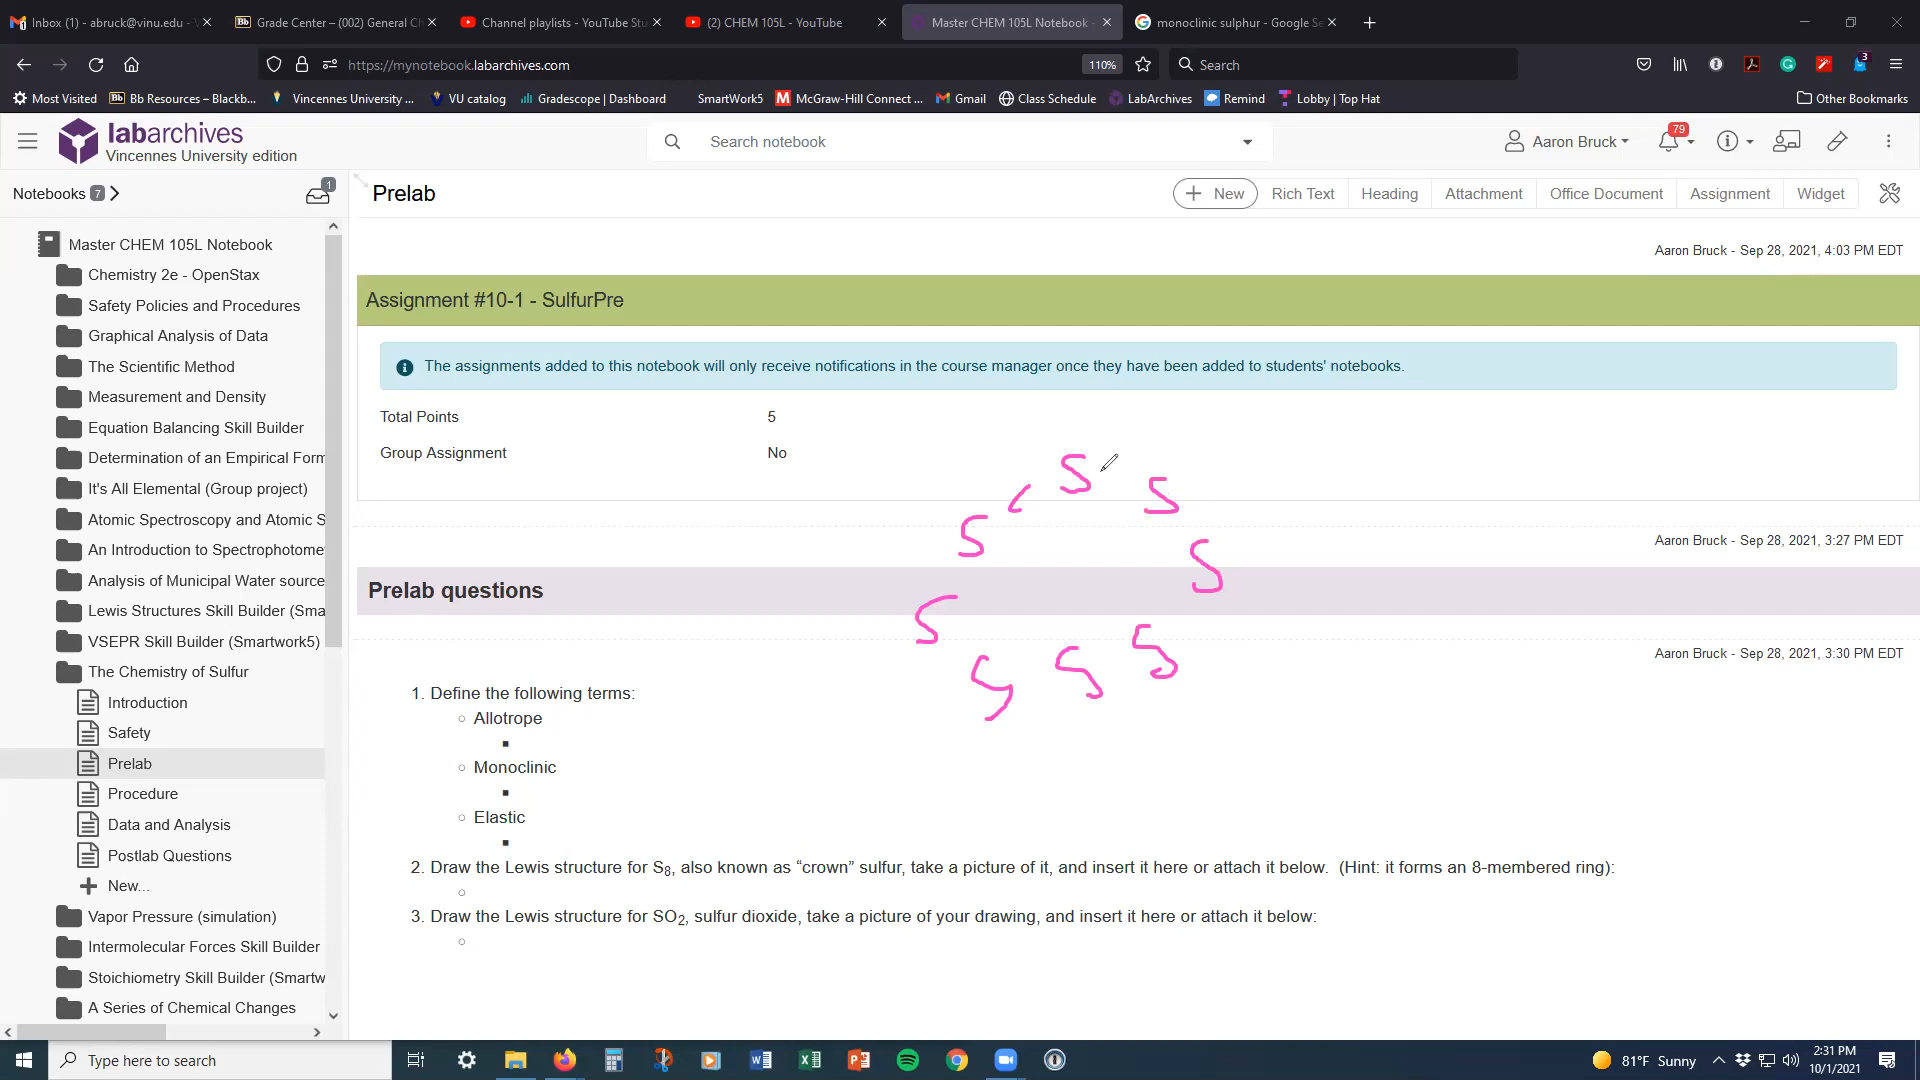 Inbox (1) - abruck@vinu.edu -
Grade Center – (002) General Ch
Channel playlists - YouTube Stu
(2) CHEM 105L - YouTube
Master CHEM 105L Notebook -
monoclinic sulphur - Google Se
https://mynotebook.labarchives.com
110%
Search
3
Most Visited
Bb Resources – Blackb...
Vincennes University ...
VU catalog
Gradescope | Dashboard
SmartWork5
McGraw-Hill Connect ...
Gmail
Class Schedule
LabArchives
Remind
Lobby | Top Hat
Other Bookmarks
labarchives
Vincennes University edition
Search notebook
Aaron Bruck
79
Notebooks 7
1
Prelab
New
Rich Text
Heading
Attachment
Office Document
Assignment
Widget
Master CHEM 105L Notebook
Chemistry 2e - OpenStax
Safety Policies and Procedures
Graphical Analysis of Data
The Scientific Method
Measurement and Density
Equation Balancing Skill Builder
Determination of an Empirical Form
It's All Elemental (Group project)
Atomic Spectroscopy and Atomic S
An Introduction to Spectrophotome
Analysis of Municipal Water source
Lewis Structures Skill Builder (Sma
VSEPR Skill Builder (Smartwork5)
The Chemistry of Sulfur
Introduction
Safety
Prelab
Procedure
Data and Analysis
Postlab Questions
New...
Vapor Pressure (simulation)
Intermolecular Forces Skill Builder
Stoichiometry Skill Builder (Smartw
A Series of Chemical Changes
Aaron Bruck - Sep 28, 2021, 4:03 PM EDT
Assignment #10-1 - SulfurPre
The assignments added to this notebook will only receive notifications in the course manager once they have been added to students' notebooks.
Total Points 5
Group Assignment No
S
S
S
S
S
S
S
S
Aaron Bruck - Sep 28, 2021, 3:27 PM EDT
Prelab questions
Aaron Bruck - Sep 28, 2021, 3:30 PM EDT
1. Define the following terms:
Allotrope
Monoclinic
Elastic
2. Draw the Lewis structure for S8, also known as “crown” sulfur, take a picture of it, and insert it here or attach it below. (Hint: it forms an 8-membered ring):
3. Draw the Lewis structure for SO2, sulfur dioxide, take a picture of your drawing, and insert it here or attach it below:
Type here to search
81°F Sunny
2:31 PM
10/1/2021